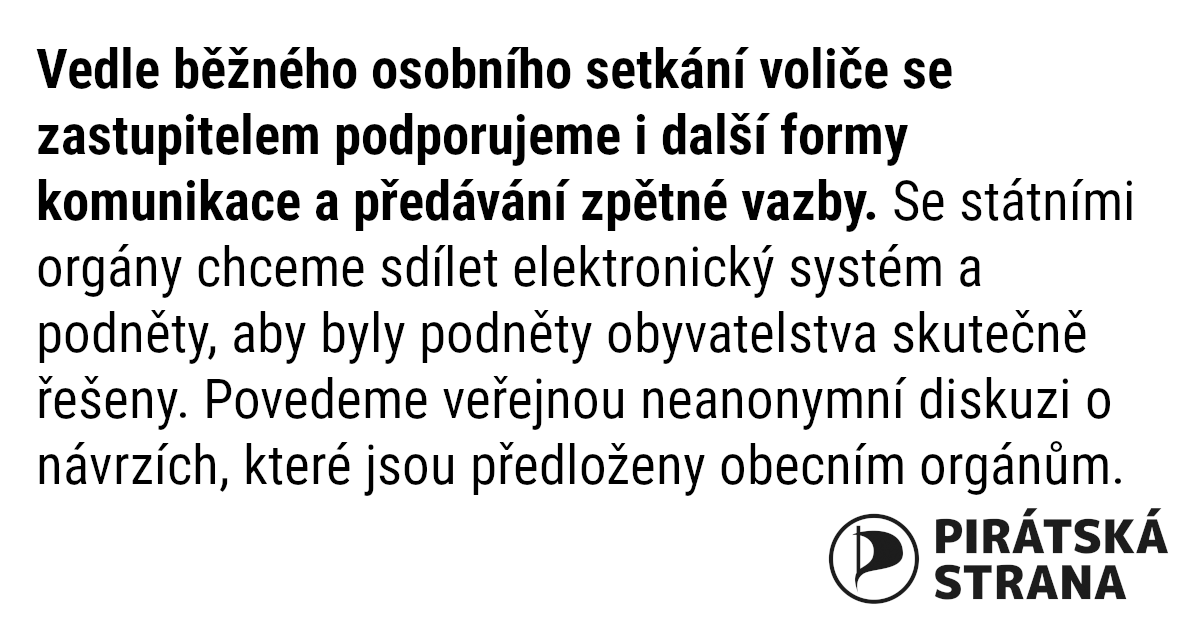 Vedle běžného osobního setkání voliče se
zastupitelem podporujeme i další formy
komunikace a předávání zpětné vazby. Se státními
orgány chceme sdílet elektronický systém a
podněty, aby byly podněty obyvatelstva skutečně
řešeny. Povedeme veřejnou neanonymní diskuzi o
návrzích, které jsou předloženy obecním orgánům.
PIRÁTSKÁ
STRANA